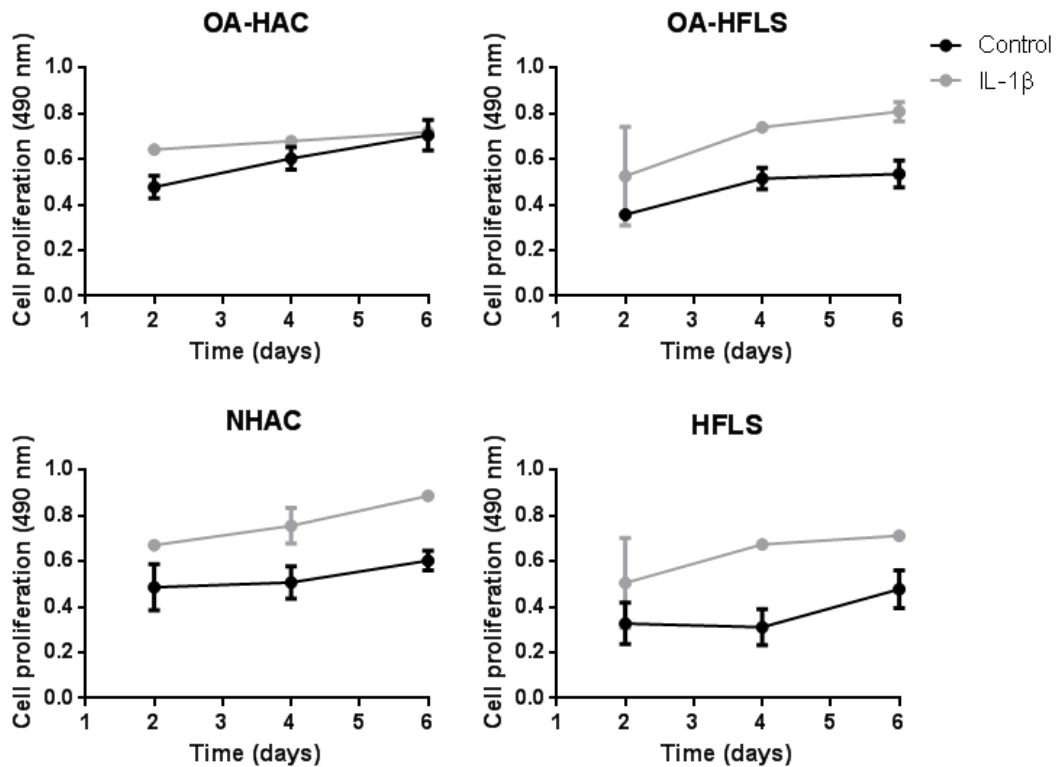 OA-HAC
Cell proliferation (490 nm)
1.0
0.8
0.6
0.4
0.2
0.0
1 2 3 4 5 6
Time (days)
OA-HFLS
Cell proliferation (490 nm)
1.0
0.8
0.6
0.4
0.2
0.0
1 2 3 4 5 6
Time (days)
Control
IL-1β
NHAC
Cell proliferation (490 nm)
1.0
0.8
0.6
0.4
0.2
0.0
1 2 3 4 5 6
Time (days)
HFLS
Cell proliferation (490 nm)
1.0
0.8
0.6
0.4
0.2
0.0
1 2 3 4 5 6
Time (days)